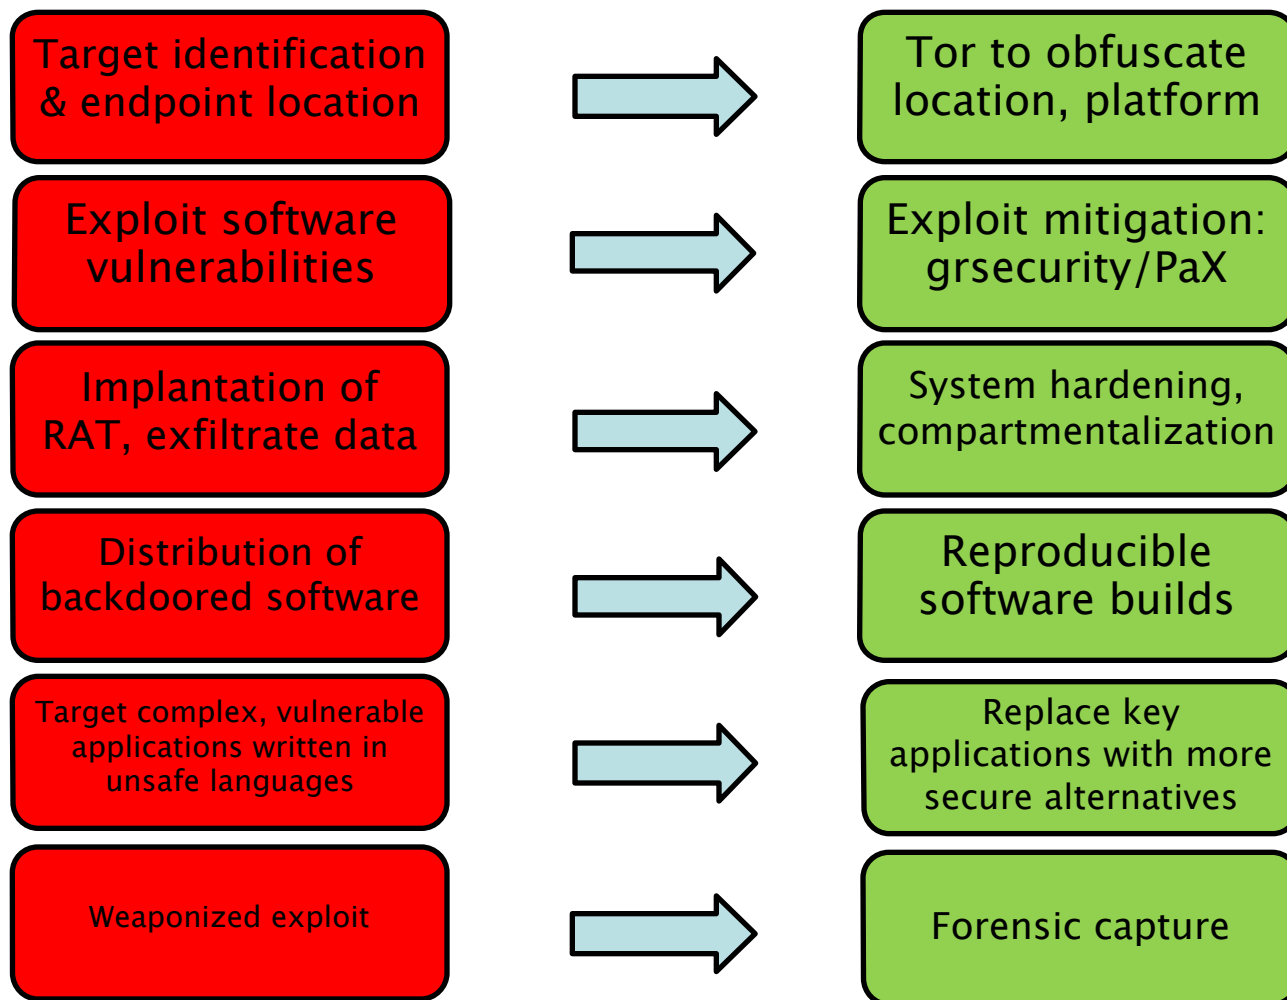 Target identification
& endpoint location
Tor to obfuscate
location, platform
Exploit software
vulnerabilities
Exploit mitigation:
grsecurity/PaX
Implantation of
RAT, exfiltrate data
System hardening,
compartmentalization
Distribution of
backdoored software
Reproducible
software builds
Target complex, vulnerable
applications written in
unsafe languages
Replace key
applications with more
secure alternatives
Weaponized exploit
Forensic capture